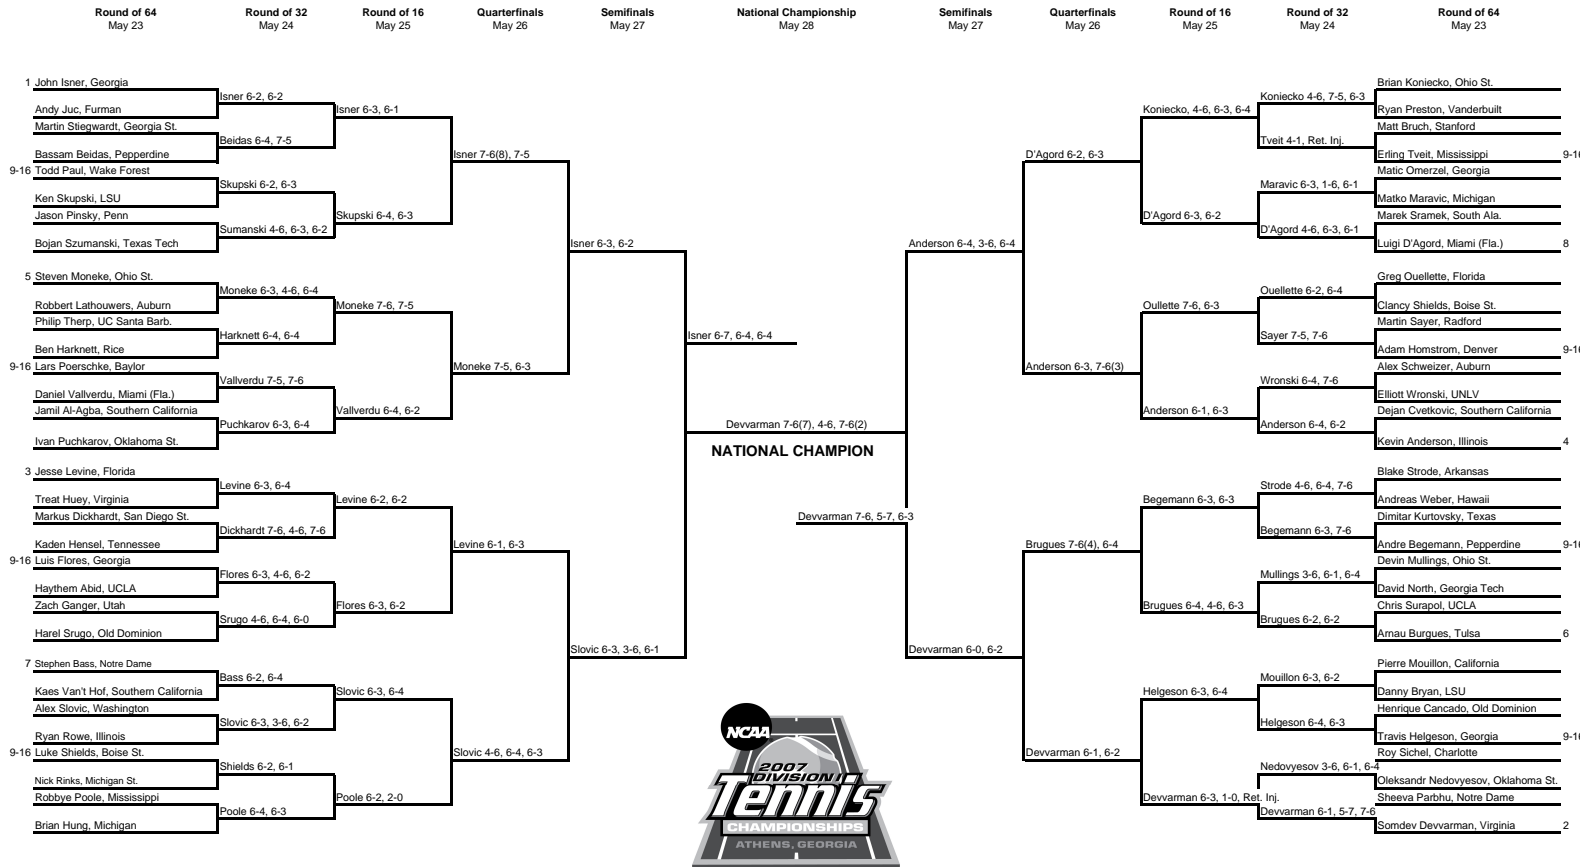 Round of 64
May 23
Round of 32
May 24
Round of 16
May 25
Quarterfinals
May 26
Semifinals
May 27
National Championship
May 28
Semifinals
May 27
Quarterfinals
May 26
Round of 16
May 25
Round of 32
May 24
Round of 64
May 23
1 John Isner, Georgia
Andy Juc, Furman
Martin Stiegwardt, Georgia St.
Bassam Beidas, Pepperdine
9-16 Todd Paul, Wake Forest
Ken Skupski, LSU
Jason Pinsky, Penn
Bojan Szumanski, Texas Tech
5 Steven Moneke, Ohio St.
Robbert Lathouwers, Auburn
Philip Therp, UC Santa Barb.
Ben Harknett, Rice
9-16 Lars Poerschke, Baylor
Daniel Vallverdu, Miami (Fla.)
Jamil Al-Agba, Southern California
Ivan Puchkarov, Oklahoma St.
3 Jesse Levine, Florida
Treat Huey, Virginia
Markus Dickhardt, San Diego St.
Kaden Hensel, Tennessee
9-16 Luis Flores, Georgia
Haythem Abid, UCLA
Zach Ganger, Utah
Harel Srugo, Old Dominion
7 Stephen Bass, Notre Dame
Kaes Van't Hof, Southern California
Alex Slovic, Washington
Ryan Rowe, Illinois
9-16 Luke Shields, Boise St.
Nick Rinks, Michigan St.
Robbye Poole, Mississippi
Brian Hung, Michigan
Isner 6-2, 6-2
Beidas 6-4, 7-5
Skupski 6-2, 6-3
Sumanski 4-6, 6-3, 6-2
Moneke 6-3, 4-6, 6-4
Harknett 6-4, 6-4
Vallverdu 7-5, 7-6
Puchkarov 6-3, 6-4
Levine 6-3, 6-4
Dickhardt 7-6, 4-6, 7-6
Flores 6-3, 4-6, 6-2
Srugo 4-6, 6-4, 6-0
Bass 6-2, 6-4
Slovic 6-3, 3-6, 6-2
Shields 6-2, 6-1
Poole 6-4, 6-3
Isner 6-3, 6-1
Skupski 6-4, 6-3
Moneke 7-6, 7-5
Vallverdu 6-4, 6-2
Levine 6-2, 6-2
Flores 6-3, 6-2
Slovic 6-3, 6-4
Poole 6-2, 2-0
Isner 7-6(8), 7-5
Moneke 7-5, 6-3
Levine 6-1, 6-3
Slovic 4-6, 6-4, 6-3
Isner 6-3, 6-2
Slovic 6-3, 3-6, 6-1
Isner 6-7, 6-4, 6-4
Devvarman 7-6(7), 4-6, 7-6(2)
NATIONAL CHAMPION
Devvarman 7-6, 5-7, 6-3
NCAA
2007
DIVISION I
Tennis
CHAMPIONSHIPS
ATHENS, GEORGIA
Anderson 6-4, 3-6, 6-4
Devvarman 6-0, 6-2
D'Agord 6-2, 6-3
Anderson 6-3, 7-6(3)
Brugues 7-6(4), 6-4
Devvarman 6-1, 6-2
Koniecko, 4-6, 6-3, 6-4
D'Agord 6-3, 6-2
Oullette 7-6, 6-3
Anderson 6-1, 6-3
Begemann 6-3, 6-3
Brugues 6-4, 4-6, 6-3
Helgeson 6-3, 6-4
Devvarman 6-3, 1-0, Ret. Inj.
Koniecko 4-6, 7-5, 6-3
Tveit 4-1, Ret. Inj.
Maravic 6-3, 1-6, 6-1
D'Agord 4-6, 6-3, 6-1
Ouellette 6-2, 6-4
Sayer 7-5, 7-6
Wronski 6-4, 7-6
Anderson 6-4, 6-2
Strode 4-6, 6-4, 7-6
Begemann 6-3, 7-6
Mullings 3-6, 6-1, 6-4
Brugues 6-2, 6-2
Mouillon 6-3, 6-2
Helgeson 6-4, 6-3
Nedovyesov 3-6, 6-1, 6-4
Devvarman 6-1, 5-7, 7-6
Brian Koniecko, Ohio St.
Ryan Preston, Vanderbuilt
Matt Bruch, Stanford
Erling Tveit, Mississippi 9-16
Matic Omerzel, Georgia
Matko Maravic, Michigan
Marek Sramek, South Ala.
Luigi D'Agord, Miami (Fla.) 8
Greg Ouellette, Florida
Clancy Shields, Boise St.
Martin Sayer, Radford
Adam Homstrom, Denver 9-16
Alex Schweizer, Auburn
Elliott Wronski, UNLV
Dejan Cvetkovic, Southern California
Kevin Anderson, Illinois 4
Blake Strode, Arkansas
Andreas Weber, Hawaii
Dimitar Kurtovsky, Texas
Andre Begemann, Pepperdine 9-16
Devin Mullings, Ohio St.
David North, Georgia Tech
Chris Surapol, UCLA
Arnau Burgues, Tulsa 6
Pierre Mouillon, California
Danny Bryan, LSU
Henrique Cancado, Old Dominion
Travis Helgeson, Georgia 9-16
Roy Sichel, Charlotte
Oleksandr Nedovyesov, Oklahoma St.
Sheeva Parbhu, Notre Dame
Somdev Devvarman, Virginia 2